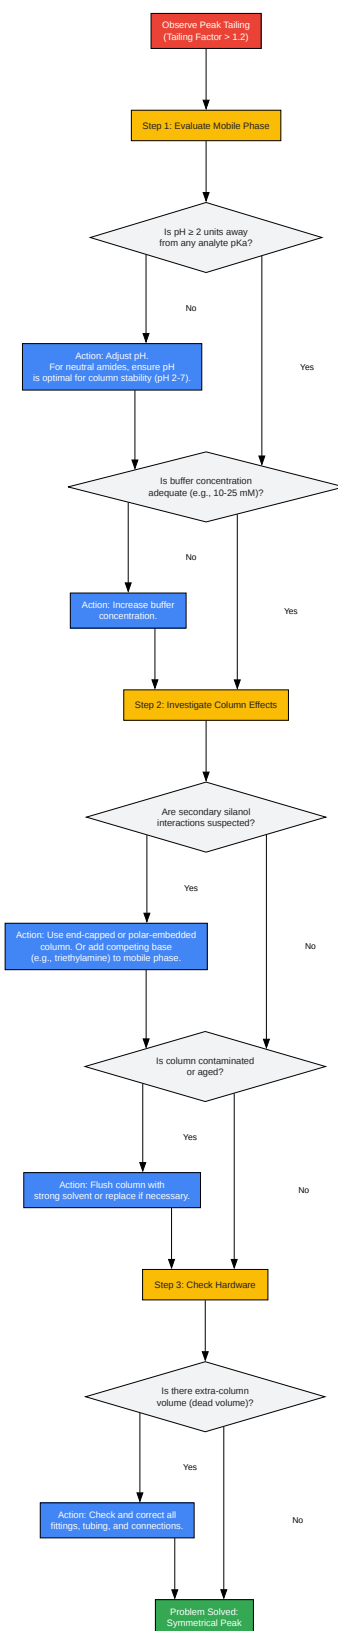 Observe Peak Tailing
(Tailing Factor > 1.2)
Step 1: Evaluate Mobile Phase
Is pH ≥ 2 units away
from any analyte pKa?
No
Action: Adjust pH.
For neutral amides, ensure pH
is optimal for column stability (pH 2-7).
Yes
Is buffer concentration
adequate (e.g., 10-25 mM)?
No
Action: Increase buffer
concentration.
Yes
Step 2: Investigate Column Effects
Are secondary silanol
interactions suspected?
Yes
Action: Use end-capped or polar-embedded
column. Or add competing base
(e.g., triethylamine) to mobile phase.
No
Is column contaminated
or aged?
Yes
Action: Flush column with
strong solvent or replace if necessary.
No
Step 3: Check Hardware
Is there extra-column
volume (dead volume)?
Yes
Action: Check and correct all
fittings, tubing, and connections.
No
Problem Solved:
Symmetrical Peak